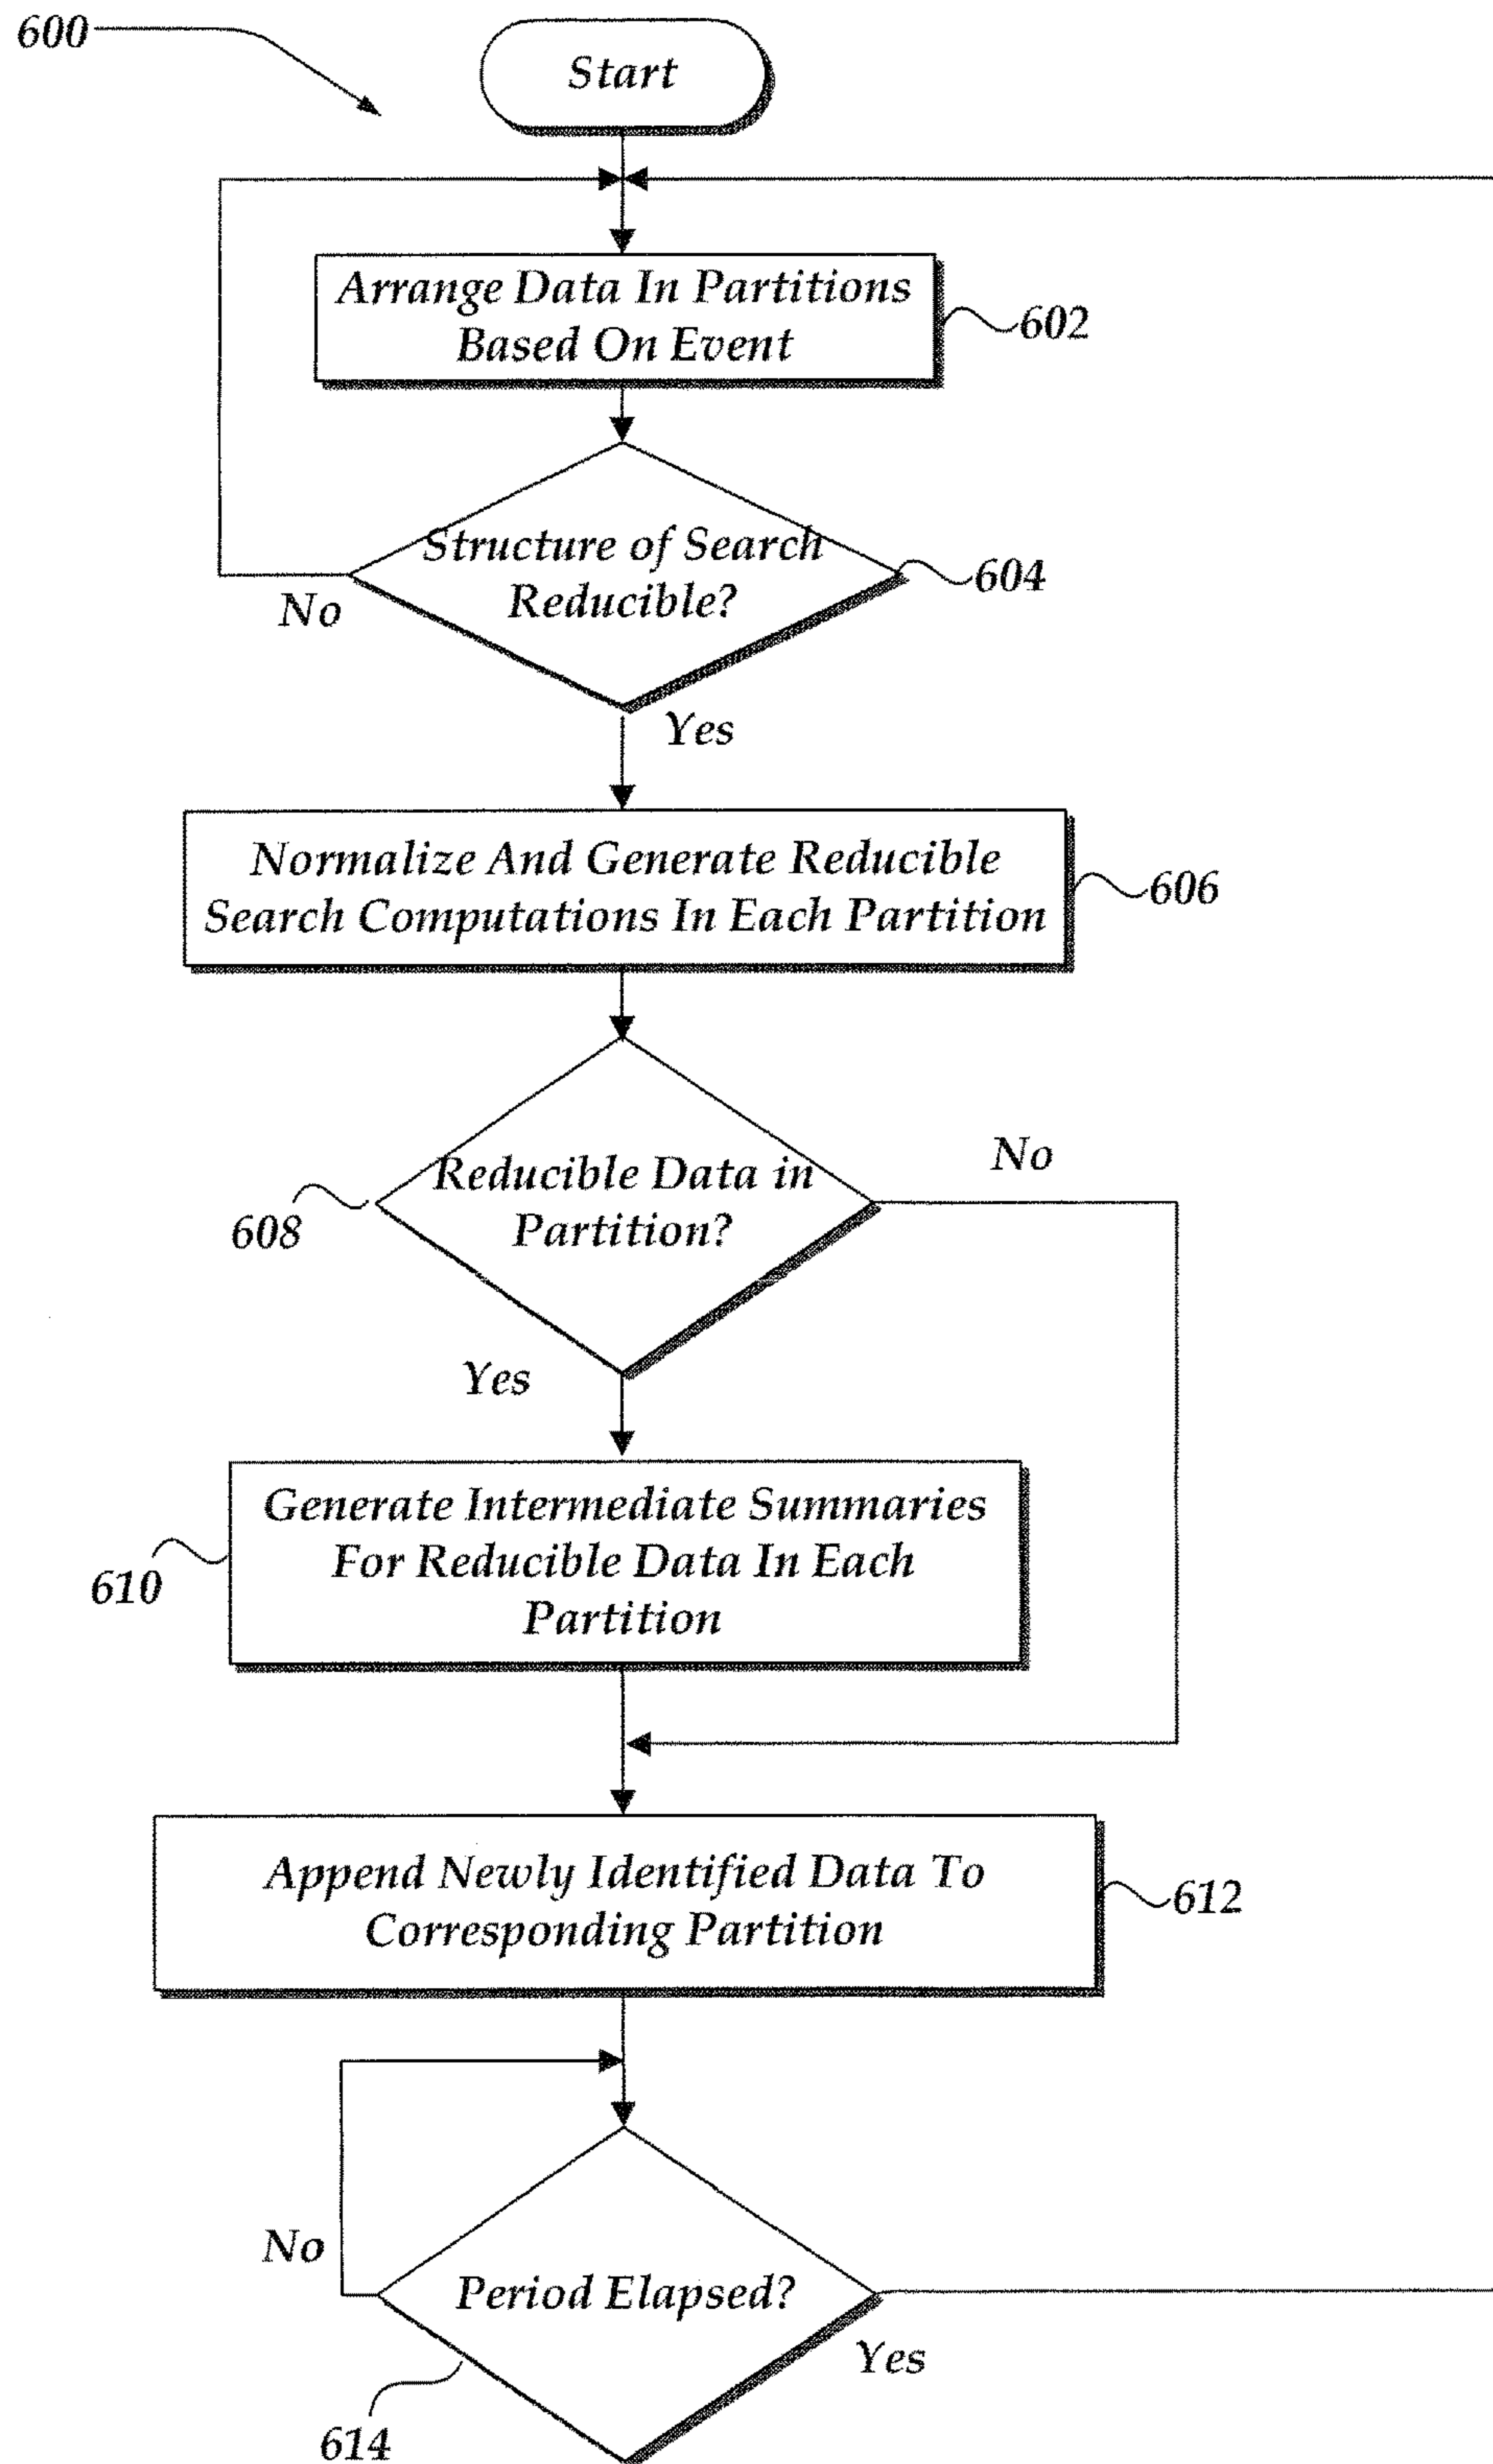 600
Start
Arrange Data In Partitions
Based On Event
602
Structure of Search
Reducible?
604
No
Yes
Normalize And Generate Reducible
Search Computations In Each Partition
606
Reducible Data in
Partition?
No
608
Yes
Generate Intermediate Summaries
For Reducible Data In Each
Partition
610
Append Newly Identified Data To
Corresponding Partition
612
No
Period Elapsed?
Yes
614